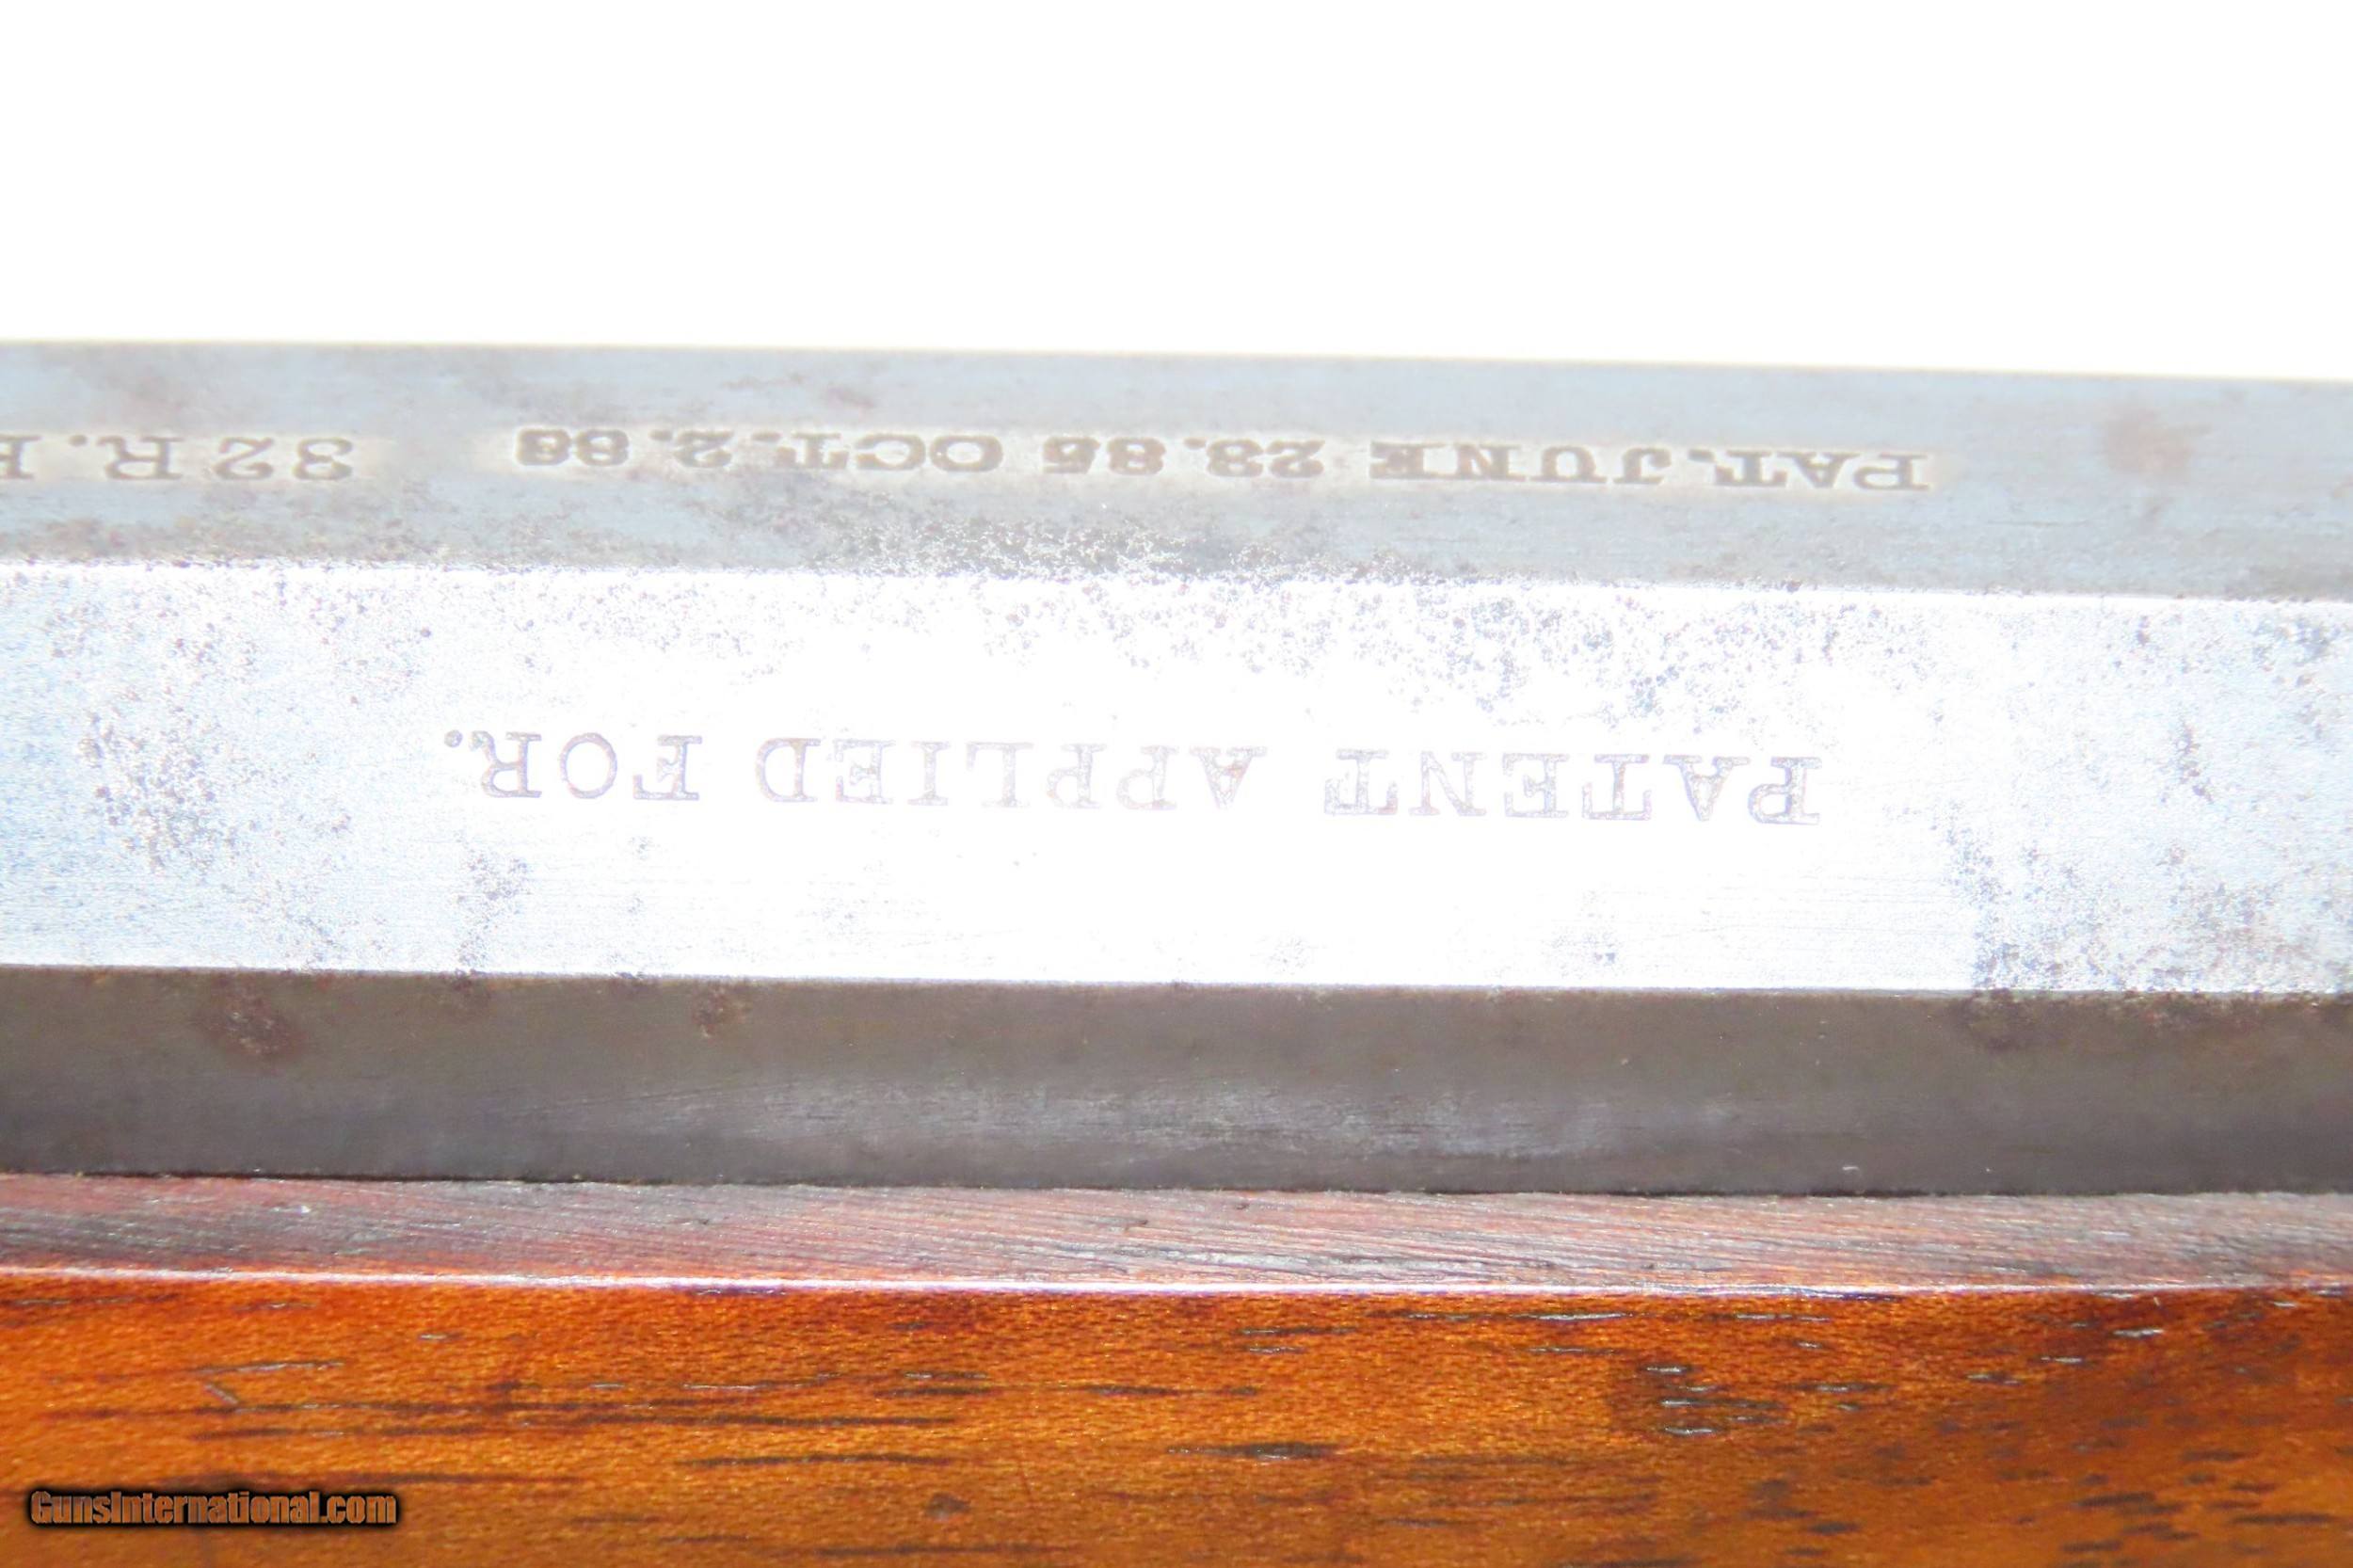 PATENT APPLIED FOR.
PAT. JUNE 23. 85 OCT. 2. 88 32 R.
GunsInternational.com